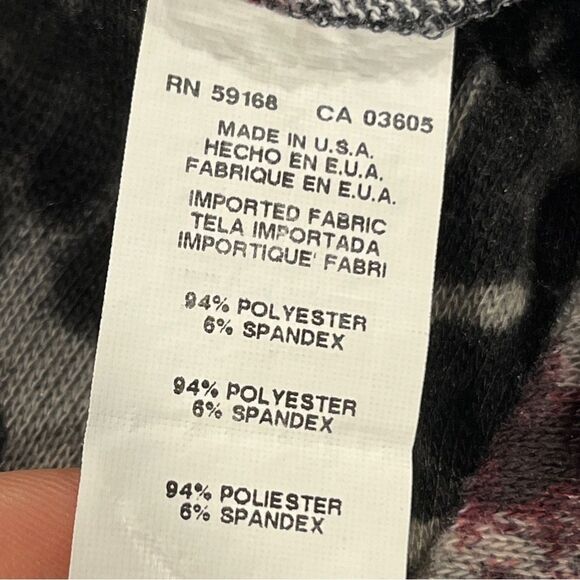 RN 59168 CA 03605
MADE IN U.S.A.
HECHO EN E.U.A.
FABRIQUE EN E.U.A.
IMPORTED FABRIC
TELA IMPORTADA
IMPORTIQUE' FABRI
94% POLYESTER
6% SPANDEX
94% POLYESTER
6% SPANDEX
94% POLIESTER
6% SPANDEX